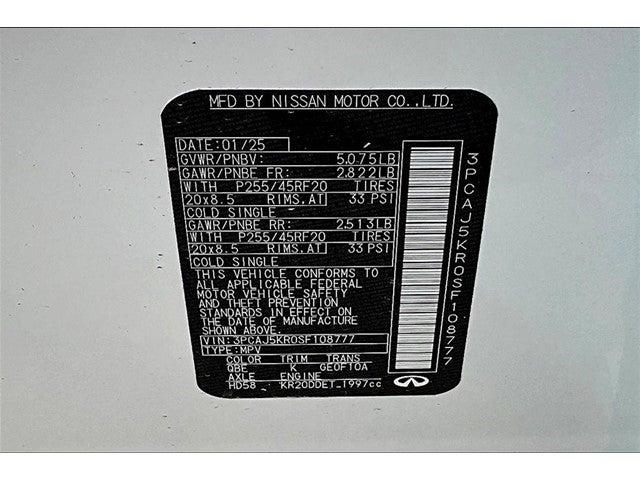 MFD BY NISSAN MOTOR CO.,LTD.
DATE:01/25
GVWR/PNBV: 5,075LB
GAWR/PNBE FR: 2,822LB
WITH P255/45RF20 TIRES
20x8.5 RIMS.AT 33 PSI
COLD SINGLE
GAWR/PNBE RR: 2,513LB
WITH P255/45RF20 TIRES
20x8.5 RIMS.AT 33 PSI
COLD SINGLE
THIS VEHICLE CONFORMS TO
ALL APPLICABLE FEDERAL
MOTOR VEHICLE SAFETY
AND THEFT PREVENTION
STANDARDS IN EFFECT ON
THE DATE OF MANUFACTURE
SHOWN ABOVE.
VIN:3PCAJ5KR0SF108777
TYPE:MPV
COLOR TRIM TRANS
QBE K GE0F10A
AXLE ENGINE
HD58 KR20DDET 1997cc
3PCAJ5KR0SF108777